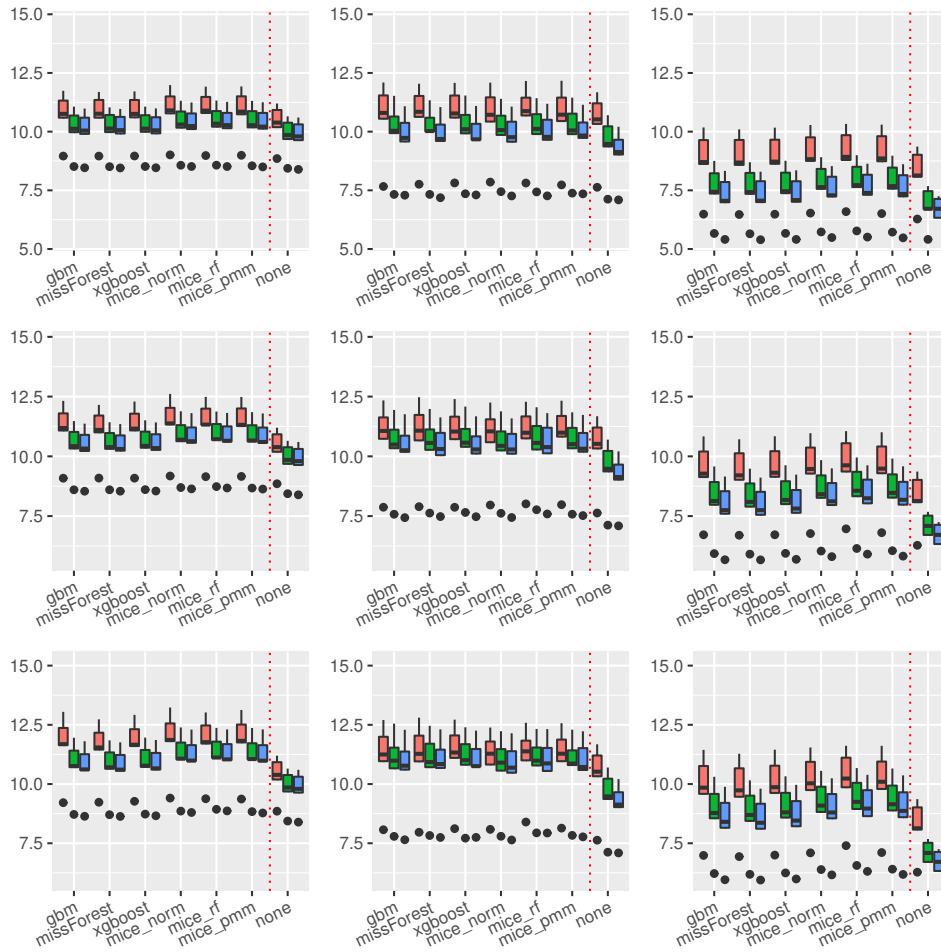 15.0
12.5
10.0
7.5
5.0
gbm
missForest
xgboost
mice_norm
mice_rf
mice_pmm
none
15.0
12.5
10.0
7.5
5.0
gbm
missForest
xgboost
mice_norm
mice_rf
mice_pmm
none
15.0
12.5
10.0
7.5
5.0
gbm
missForest
xgboost
mice_norm
mice_rf
mice_pmm
none
15.0
12.5
10.0
7.5
gbm
missForest
xgboost
mice_norm
mice_rf
mice_pmm
none
15.0
12.5
10.0
7.5
gbm
missForest
xgboost
mice_norm
mice_rf
mice_pmm
none
15.0
12.5
10.0
7.5
gbm
missForest
xgboost
mice_norm
mice_rf
mice_pmm
none
15.0
12.5
10.0
7.5
gbm
missForest
xgboost
mice_norm
mice_rf
mice_pmm
none
15.0
12.5
10.0
7.5
gbm
missForest
xgboost
mice_norm
mice_rf
mice_pmm
none
15.0
12.5
10.0
7.5
gbm
missForest
xgboost
mice_norm
mice_rf
mice_pmm
none